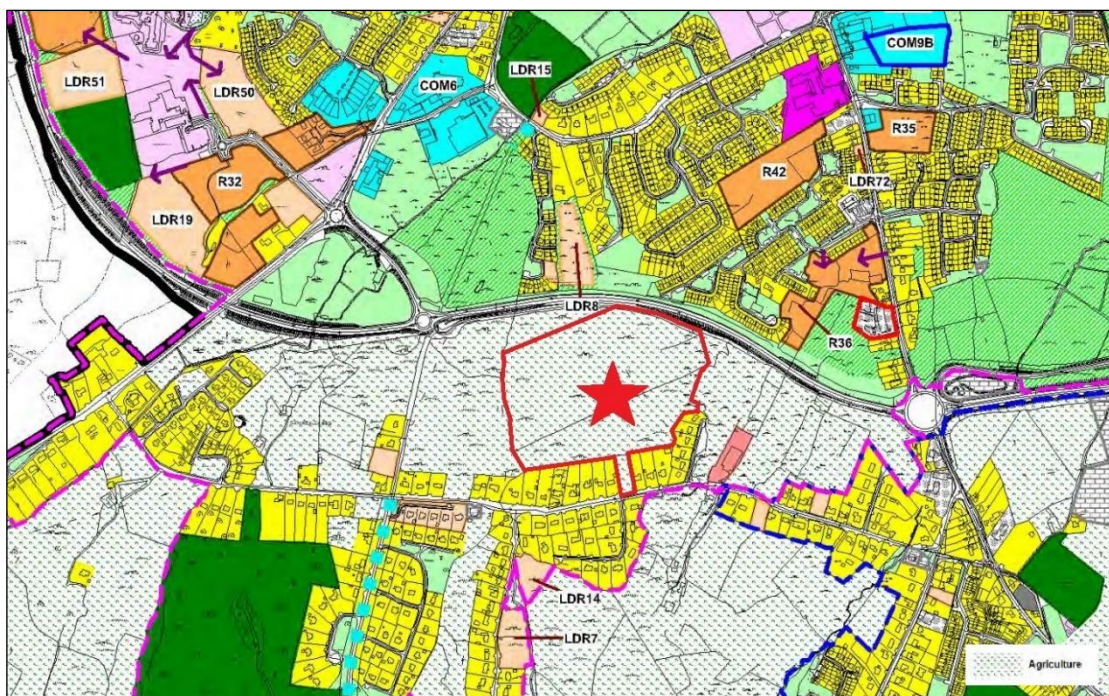 COM9B
LDR15
LDR51
LDR50
COM6
R35
R42
R32
LDR72
LDR19
LDR8
R36
LDR14
LDR7
Agriculture